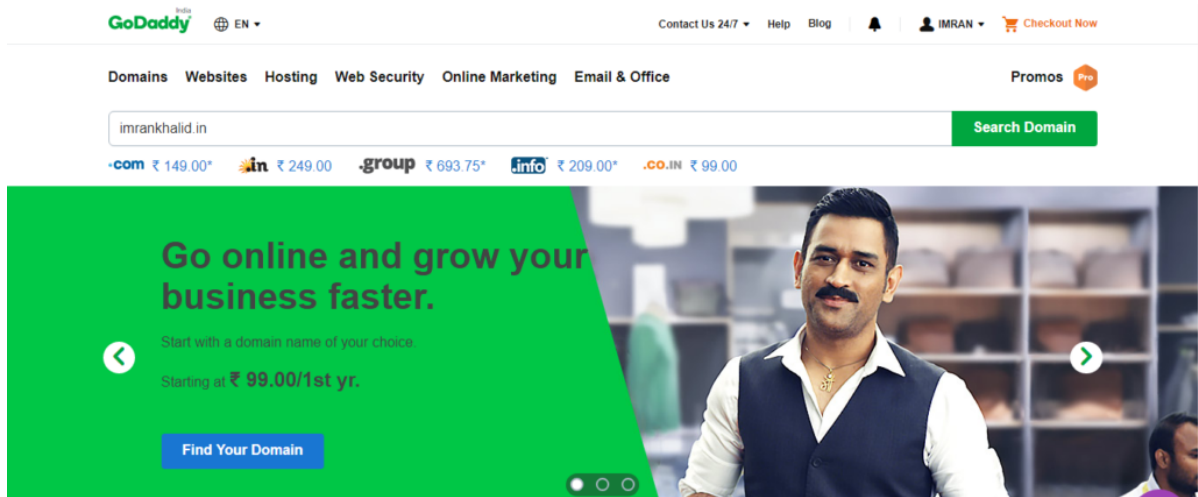 India
GoDaddy EN
Contact Us 24/7 Help Blog IMRAN Checkout Now
Domains Websites Hosting Web Security Online Marketing Email & Office Promos Pro
imrankhalid.in Search Domain
.com ₹ 149.00* .in ₹ 249.00 .group ₹ 693.75* .info ₹ 209.00* .CO.IN ₹ 99.00
Go online and grow your
business faster.
Start with a domain name of your choice.
Starting at ₹ 99.00/1st yr.
Find Your Domain